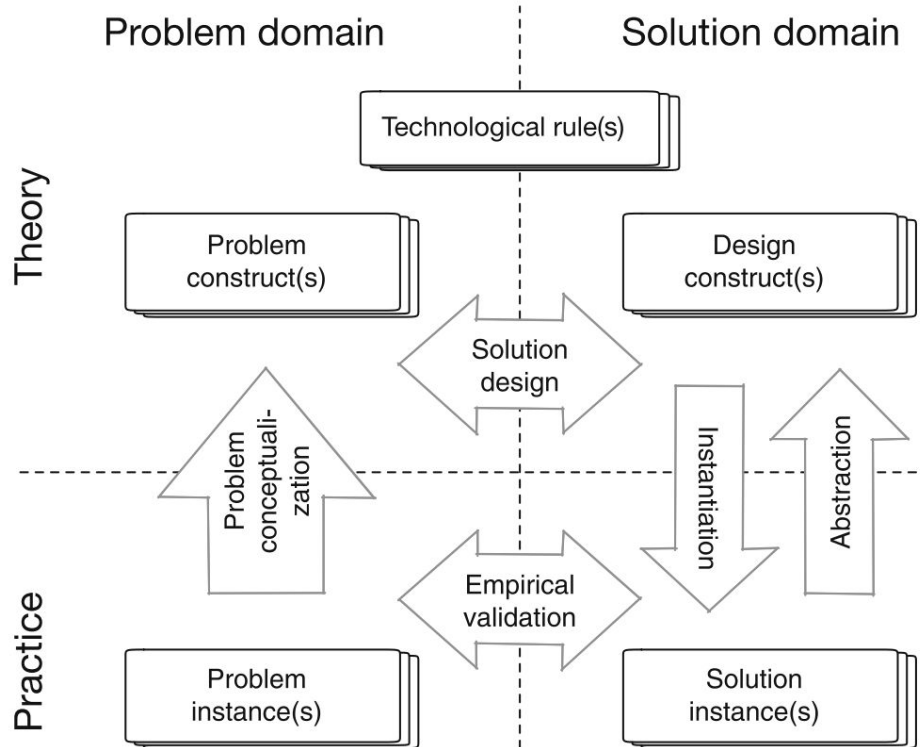 Problem domain
Solution domain
Technological rule(s)
Theory
Problem
construct(s)
Design
construct(s)
Solution
design
Problem
conceptuali-
zation
Instantiation
Abstraction
Empirical
validation
Practice
Problem
instance(s)
Solution
instance(s)